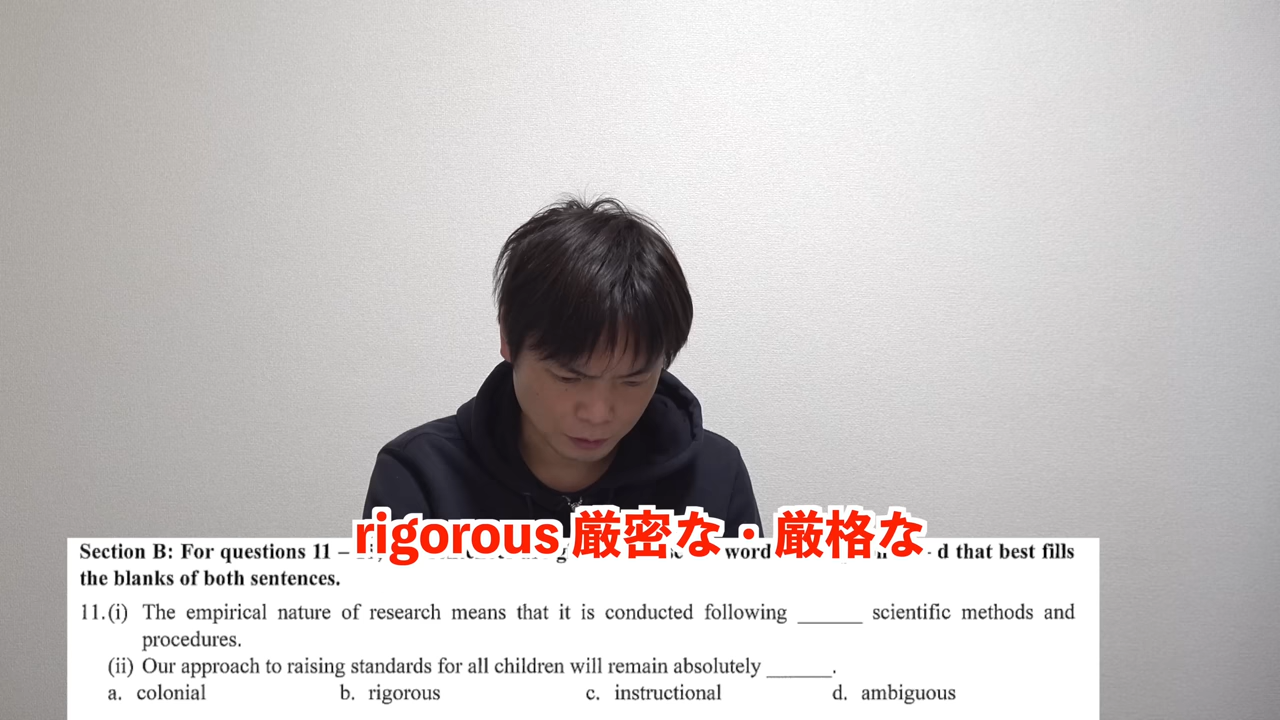 rigorous 厳密な・厳格な
Section B: For questions 11 – d that best fills
the blanks of both sentences.
11. (i) The empirical nature of research means that it is conducted following ______ scientific methods and
procedures.
(ii) Our approach to raising standards for all children will remain absolutely ______.
a. colonial b. rigorous c. instructional d. ambiguous